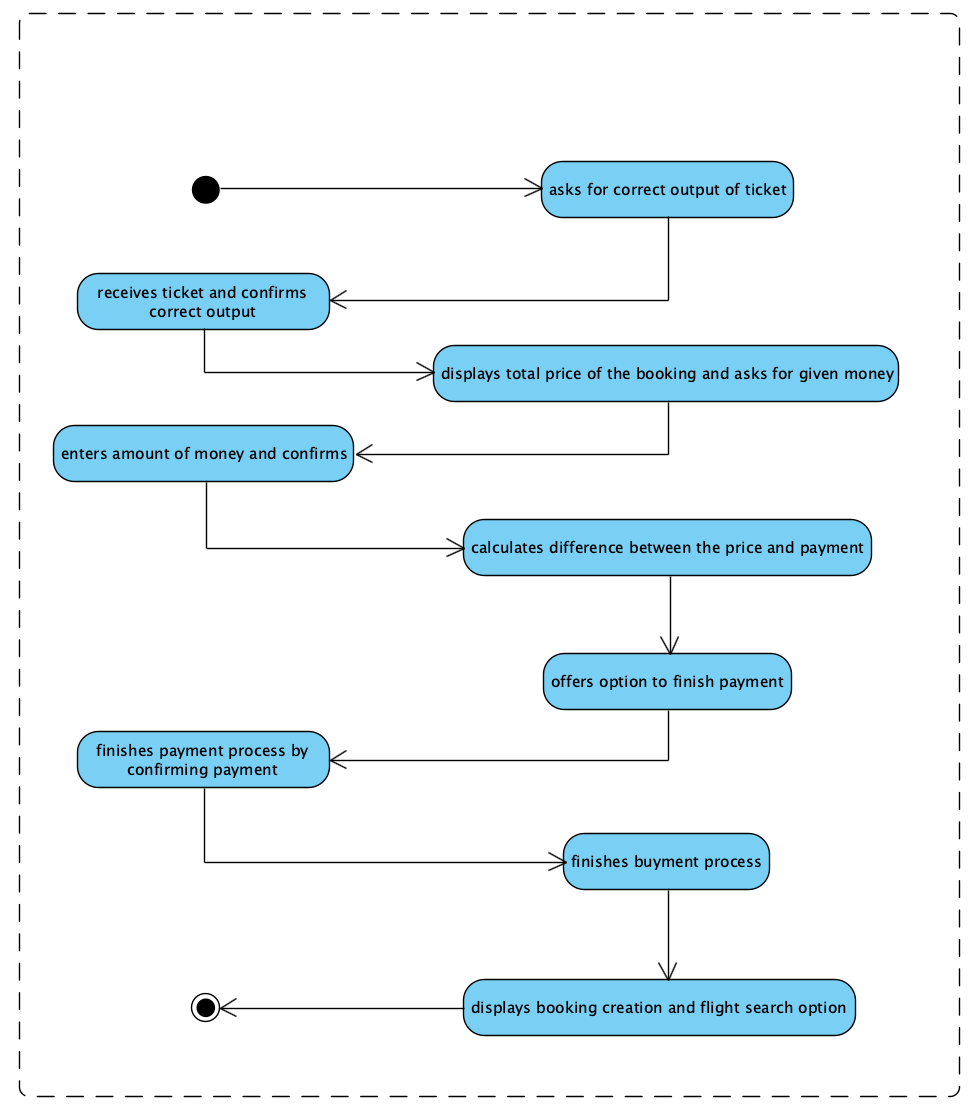 asks for correct output of ticket
receives ticket and confirms
correct output
displays total price of the booking and asks for given money
enters amount of money and confirms
calculates difference between the price and payment
offers option to finish payment
finishes payment process by
confirming payment
finishes buyment process
displays booking creation and flight search option